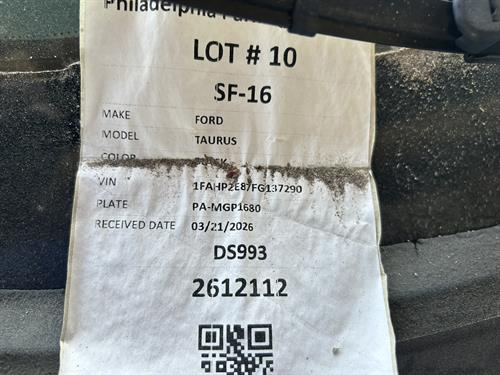 Philadelphia
LOT # 10
SF-16
MAKE FORD
MODEL TAURUS
COLOR
VIN 1FAHP2E87FG137290
PLATE PA-MGP1680
RECEIVED DATE 03/21/2026
DS993
2612112